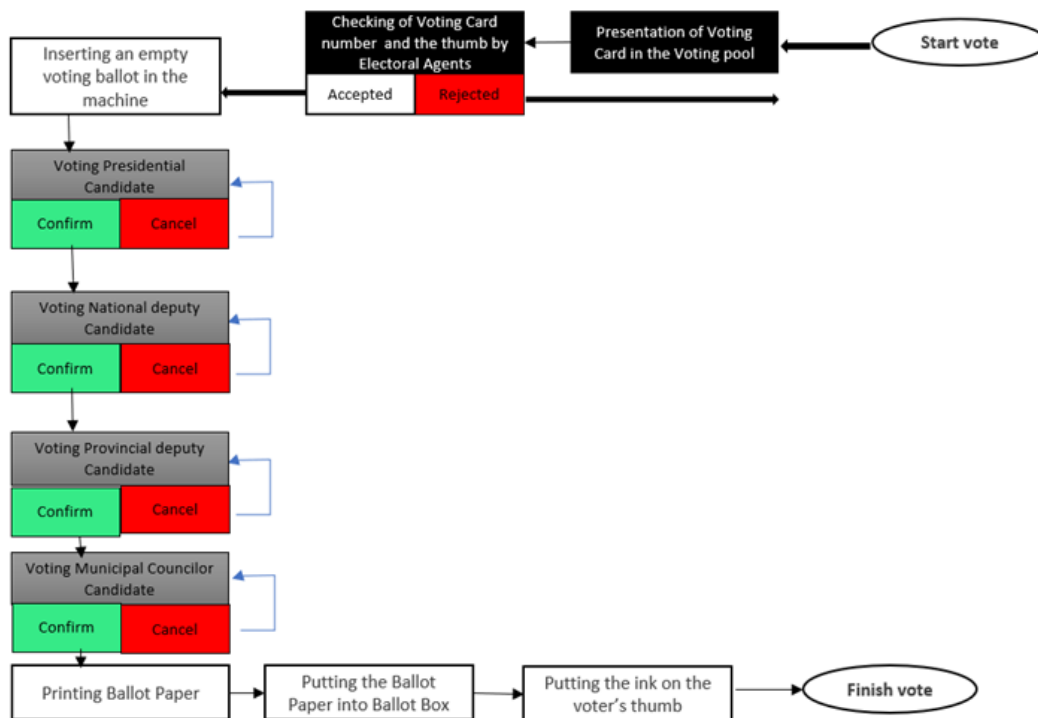 Start vote
Presentation of Voting
Card in the Voting pool
Checking of Voting Card
number and the thumb by
Electoral Agents
Accepted
Rejected
Inserting an empty
voting ballot in the
machine
Voting Presidential
Candidate
Confirm
Cancel
Voting National deputy
Candidate
Confirm
Cancel
Voting Provincial deputy
Candidate
Confirm
Cancel
Voting Municipal Councilor
Candidate
Confirm
Cancel
Printing Ballot Paper
Putting the Ballot
Paper into Ballot Box
Putting the ink on the
voter's thumb
Finish vote